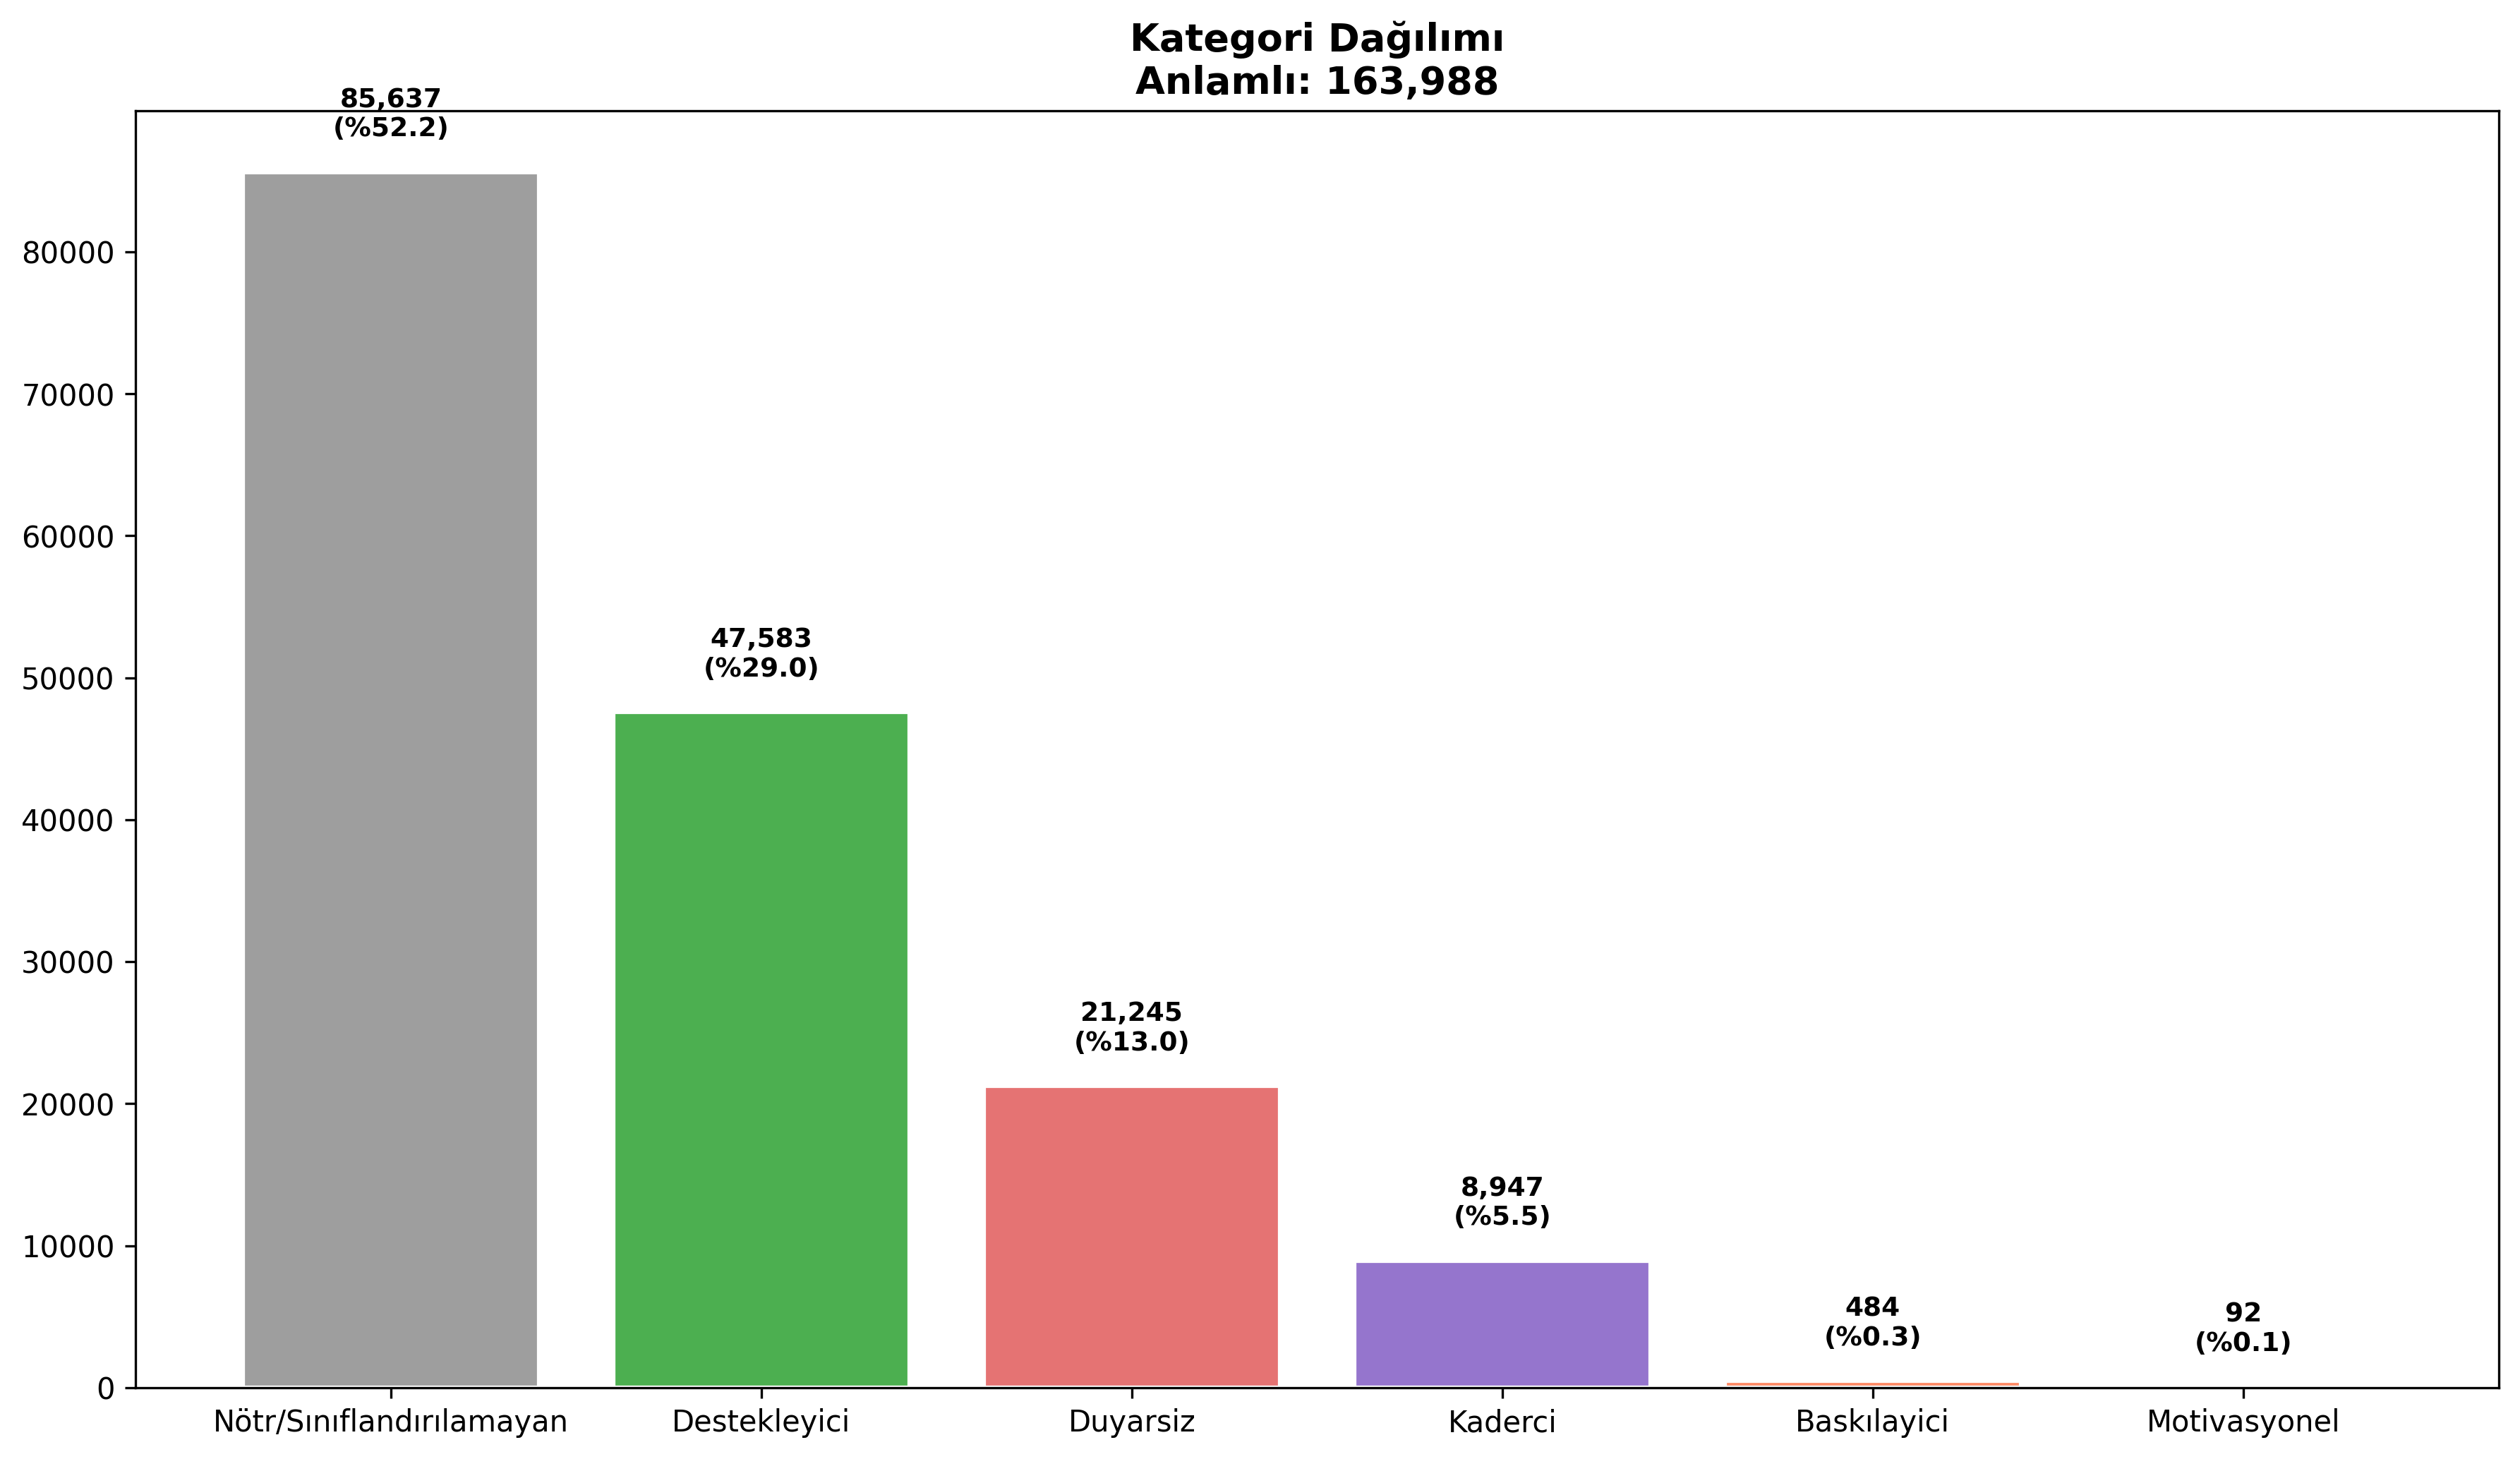 Kategori Dağılımı
Anlamlı: 163,988
85,637
(%52.2)
47,583
(%29.0)
21,245
(%13.0)
8,947
(%5.5)
484
(%0.3)
92
(%0.1)
80000
70000
60000
50000
40000
30000
20000
10000
0
Nötr/Sınıflandırılamayan
Destekleyici
Duyarsiz
Kaderci
Baskılayici
Motivasyonel